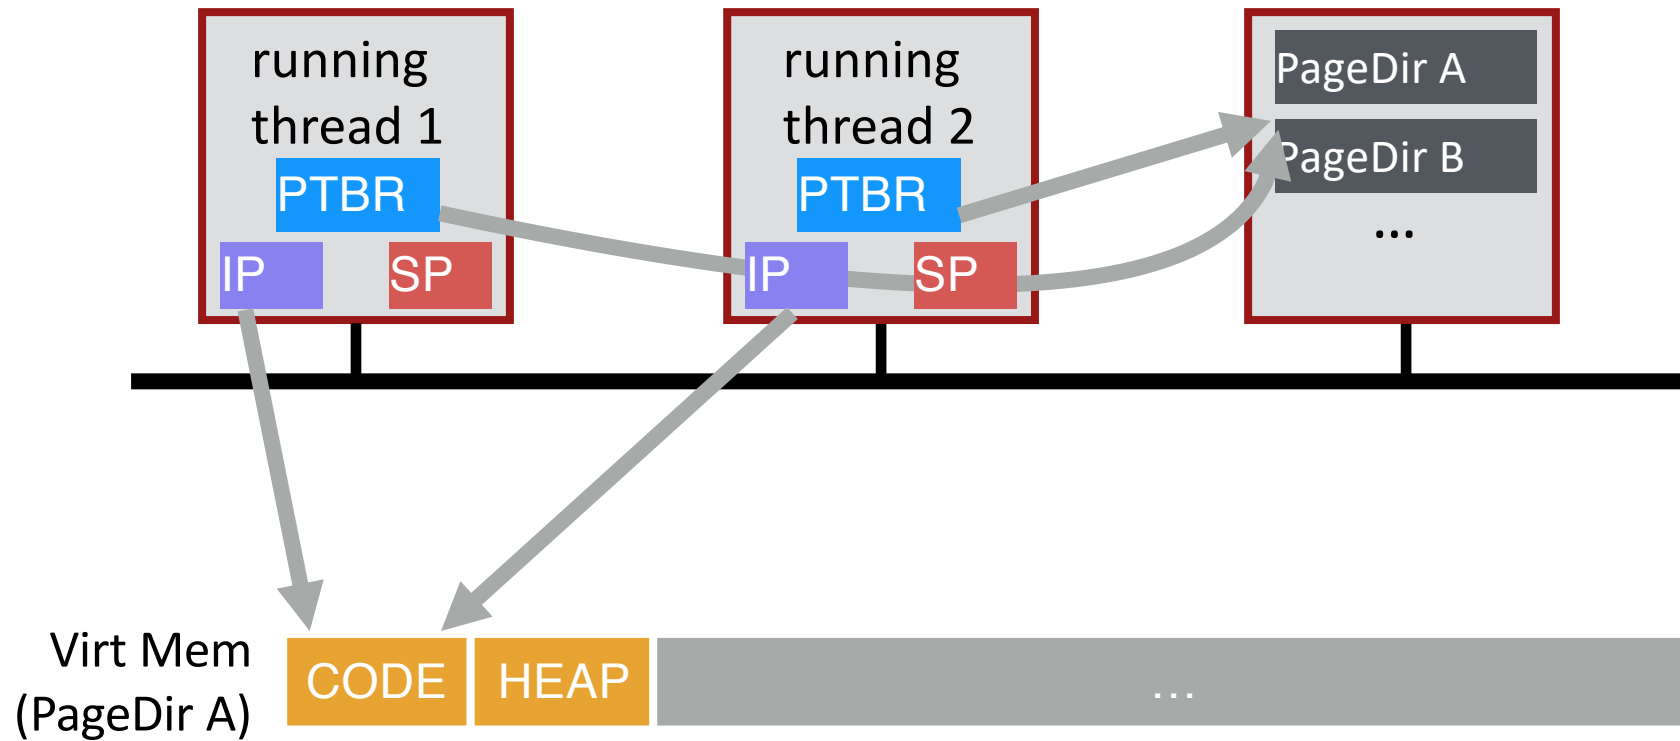 running
thread 1
PTBR
IP
SP
running
thread 2
PTBR
IP
SP
PageDir A
PageDir B
...
Virt Mem
(PageDir A)
CODE
HEAP
...